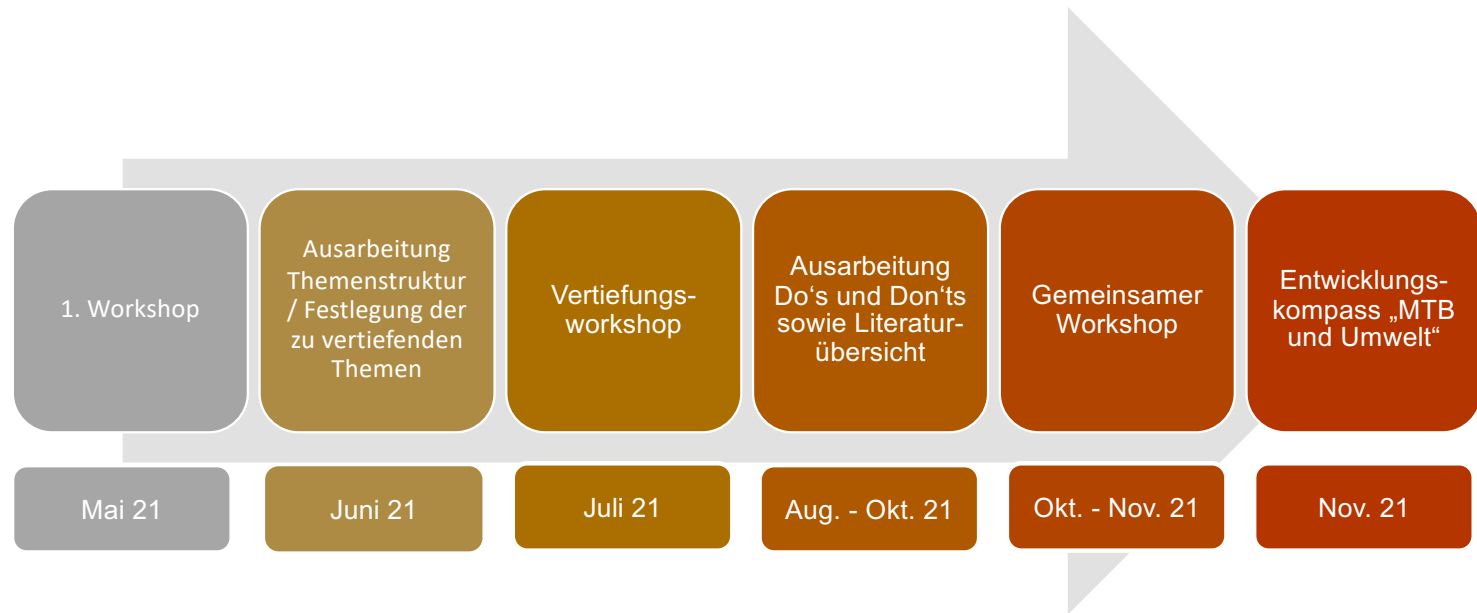 1. Workshop
Ausarbeitung
Themenstruktur
/ Festlegung der
zu vertiefenden
Themen
Vertiefungs-
workshop
Ausarbeitung
Do‘s und Don‘ts
sowie Literatur-
übersicht
Gemeinsamer
Workshop
Entwicklungs-
kompass „MTB
und Umwelt“
Mai 21
Juni 21
Juli 21
Aug. - Okt. 21
Okt. - Nov. 21
Nov. 21